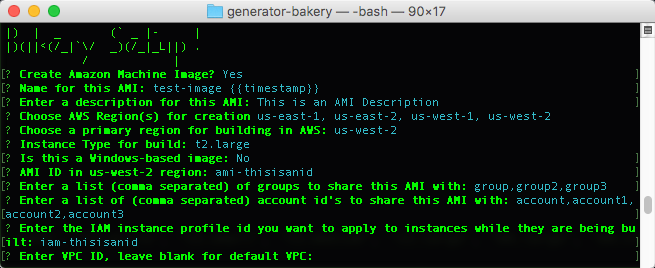 generator-bakery — -bash — 90×17
? Create Amazon Machine Image? Yes
? Name for this AMI: test-image {{timestamp}}
? Enter a description for this AMI: This is an AMI Description
? Choose AWS Region(s) for creation us-east-1, us-east-2, us-west-1, us-west-2
? Choose a primary region for building in AWS: us-west-2
? Instance Type for build: t2.large
? Is this a Windows-based image: No
? AMI ID in us-west-2 region: ami-thisisanid
? Enter a list (comma separated) of groups to share this AMI with: group,group2,group3
? Enter a list of (comma separated) account id's to share this AMI with: account,account1,
account2,account3
? Enter the IAM instance profile id you want to apply to instances while they are being bu
ilt: iam-thisisanid
? Enter VPC ID, leave blank for default VPC: